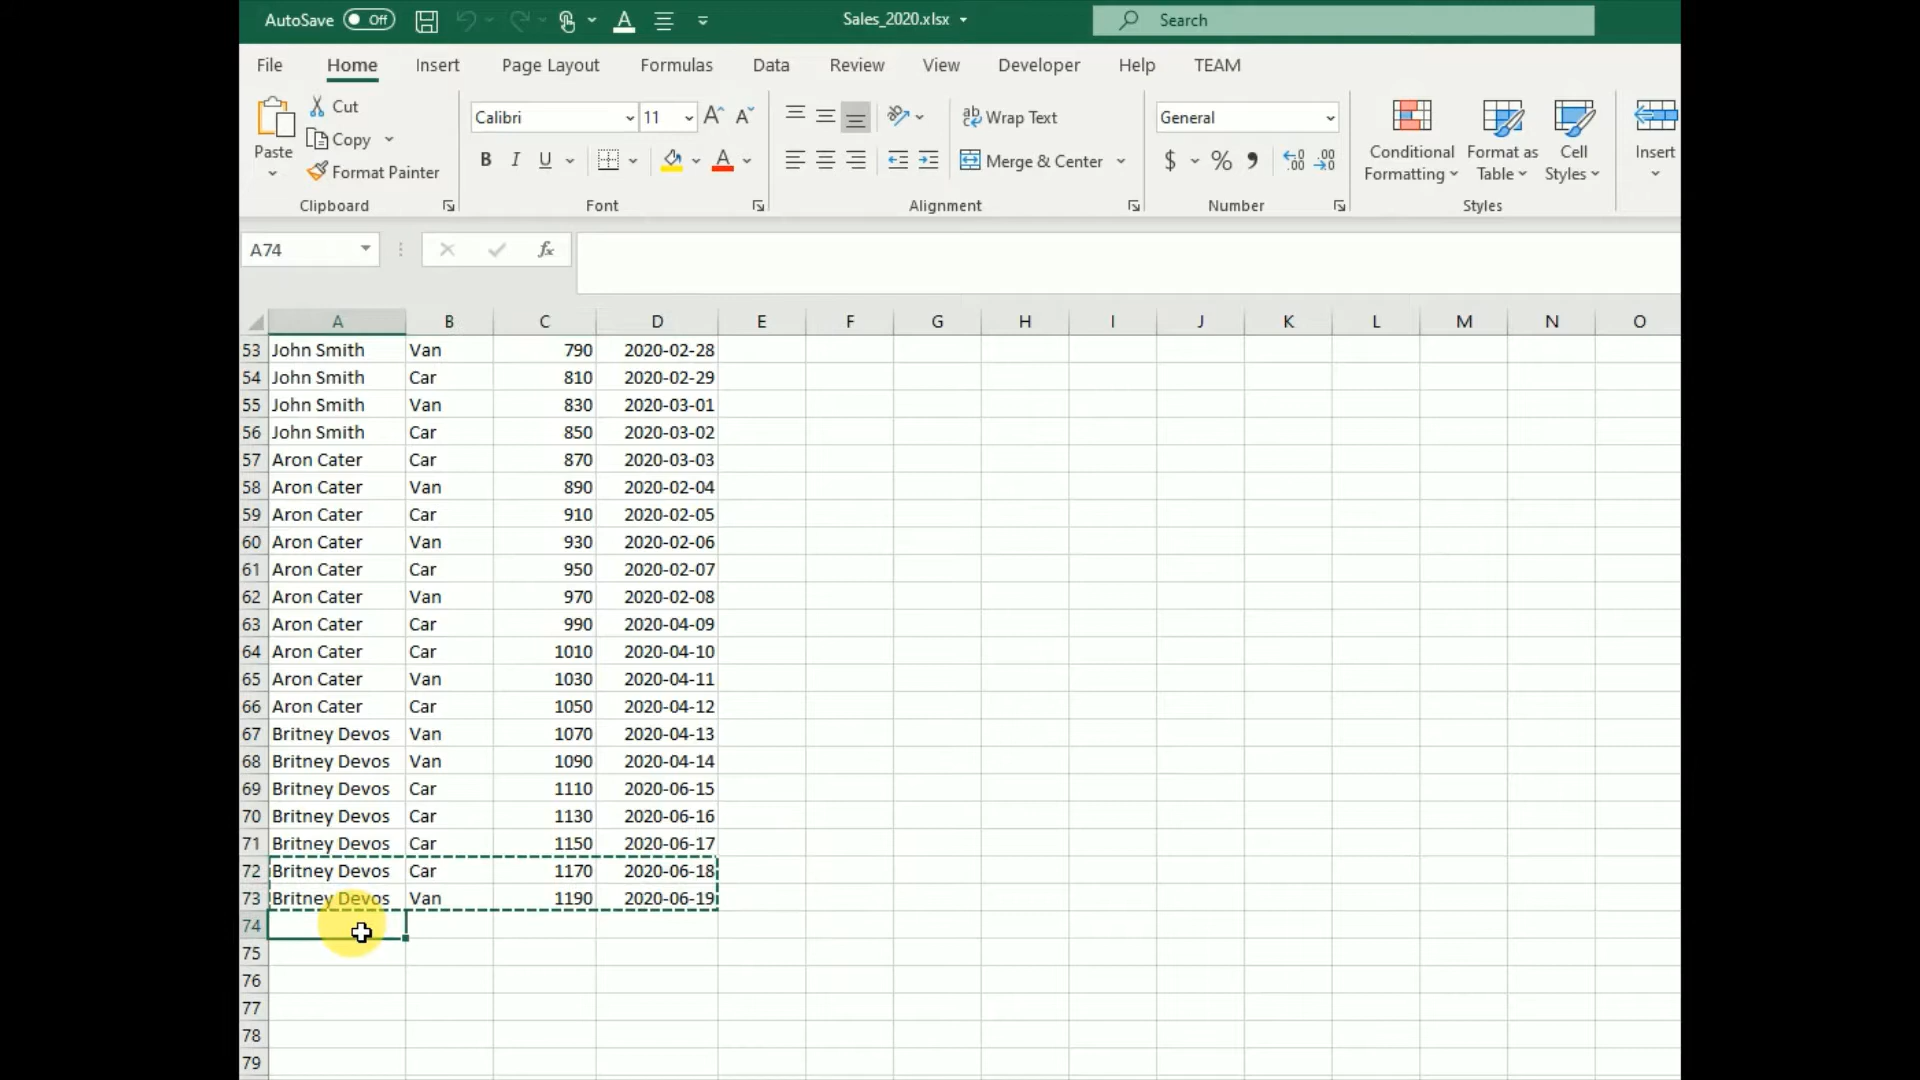 AutoSave Off Sales_2020.xlsx Search
File Home Insert Page Layout Formulas Data Review View Developer Help TEAM
Paste Cut Copy Format Painter Clipboard
Calibri 11 A A B I U A Font
ab Wrap Text Merge & Center Alignment
General $ % , .00 .00 Number
Conditional Formatting Format as Table Cell Styles Styles
Insert
A74 fx
A B C D E F G H I J K L M N O
53 John Smith Van 790 2020-02-28
54 John Smith Car 810 2020-02-29
55 John Smith Van 830 2020-03-01
56 John Smith Car 850 2020-03-02
57 Aron Cater Car 870 2020-03-03
58 Aron Cater Van 890 2020-02-04
59 Aron Cater Car 910 2020-02-05
60 Aron Cater Van 930 2020-02-06
61 Aron Cater Car 950 2020-02-07
62 Aron Cater Van 970 2020-02-08
63 Aron Cater Car 990 2020-04-09
64 Aron Cater Car 1010 2020-04-10
65 Aron Cater Van 1030 2020-04-11
66 Aron Cater Car 1050 2020-04-12
67 Britney Devos Van 1070 2020-04-13
68 Britney Devos Van 1090 2020-04-14
69 Britney Devos Car 1110 2020-06-15
70 Britney Devos Car 1130 2020-06-16
71 Britney Devos Car 1150 2020-06-17
72 Britney Devos Car 1170 2020-06-18
73 Britney Devos Van 1190 2020-06-19
74
75
76
77
78
79